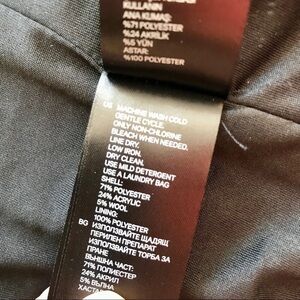 KULLANIN
ANA KUMAŞ:
%71 POLYESTER
%24 AKRİLİK
%5 YÜN
ASTAR:
%100 POLYESTER
US MACHINE WASH COLD
GENTLE CYCLE.
ONLY NON-CHLORINE
BLEACH WHEN NEEDED.
LINE DRY.
LOW IRON
DRY CLEAN.
USE MILD DETERGENT
USE A LAUNDRY BAG
SHELL:
71% POLYESTER
24% ACRYLIC
5% WOOL
LINING:
100% POLYESTER
BG ИЗПОЛЗВАЙТЕ ЩАДЯЩ
ПЕРИЛЕН ПРЕПАРАТ
ИЗПОЛЗВАЙТЕ ТОРБА ЗА
ПРАНЕ
ВЪНШНА ЧАСТ:
71% ПОЛИЕСТЕР
24% АКРИЛ
5% ВЪЛНА
ХАСТАР